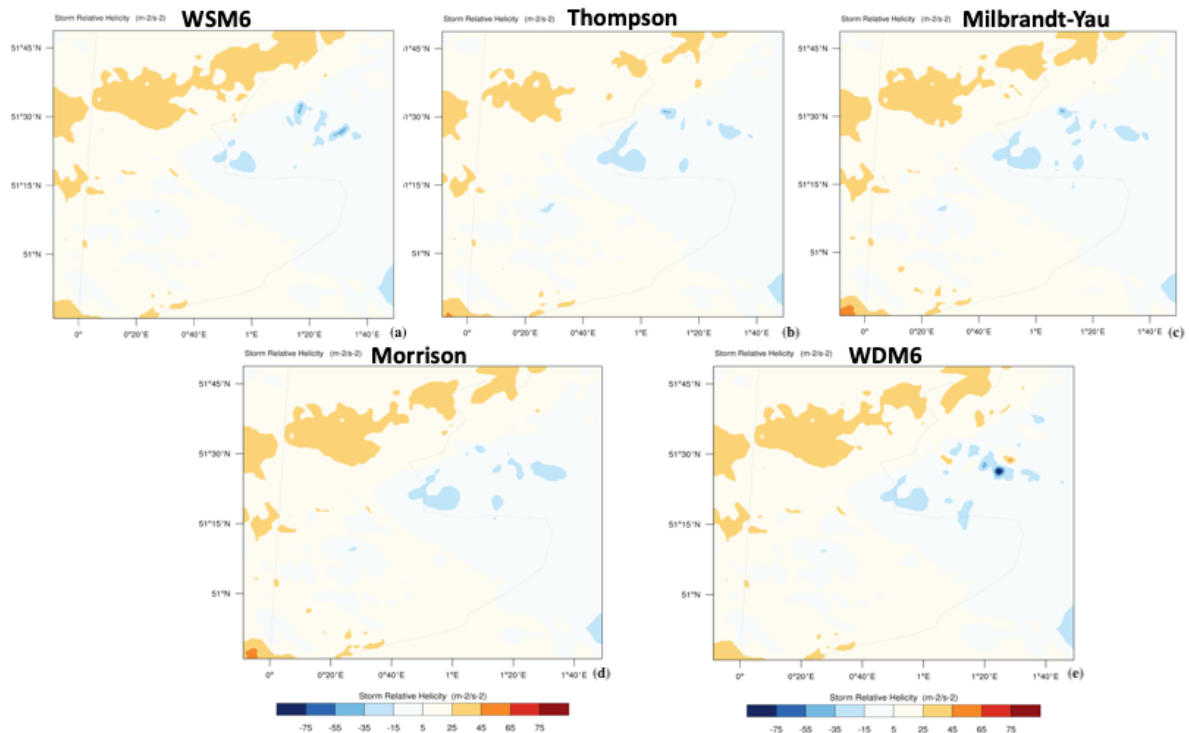 WSM6
Storm Relative Helicity (m-2/s-2)
51°45'N
51°30'N
51°15'N
51°N
0°
0°20'E
0°40'E
1°E
1°20'E
1°40'E
(a)
Thompson
Storm Relative Helicity (m-2/s-2)
51°45'N
51°30'N
51°15'N
51°N
0°
0°20'E
0°40'E
1°E
1°20'E
1°40'E
(b)
Milbrandt-Yau
Storm Relative Helicity (m-2/s-2)
51°45'N
51°30'N
51°15'N
51°N
0°
0°20'E
0°40'E
1°E
1°20'E
1°40'E
(c)
Morrison
Storm Relative Helicity (m-2/s-2)
51°45'N
51°30'N
51°15'N
51°N
0°
0°20'E
0°40'E
1°E
1°20'E
1°40'E
(d)
Storm Relative Helicity (m-2/s-2)
-75 -55 -35 -15 5 25 45 65 75
WDM6
Storm Relative Helicity (m-2/s-2)
51°45'N
51°30'N
51°15'N
51°N
0°
0°20'E
0°40'E
1°E
1°20'E
1°40'E
(e)
Storm Relative Helicity (m-2/s-2)
-75 -55 -35 -15 5 25 45 65 75